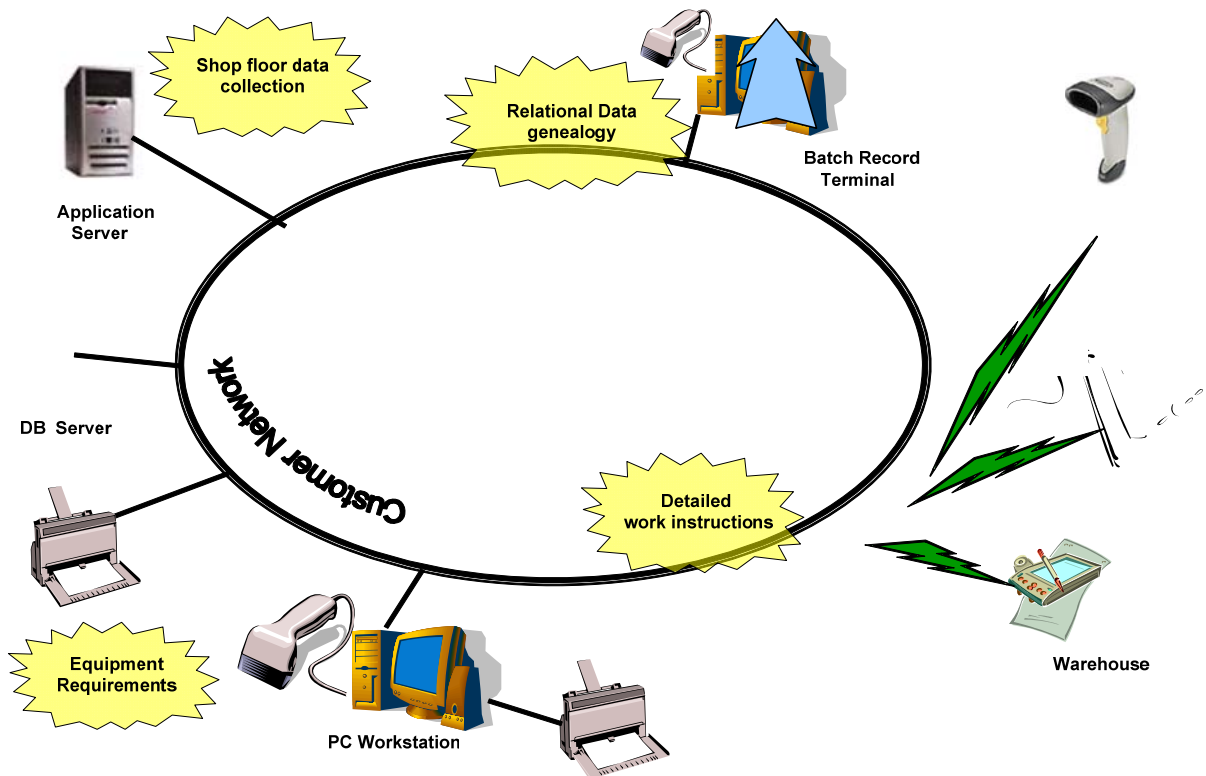 Shop floor data
collection
Relational Data
genealogy
Batch Record
Terminal
Application
Server
Customer Network
DB  Server
Detailed
work instructions
Equipment
Requirements
Warehouse
PC Workstation